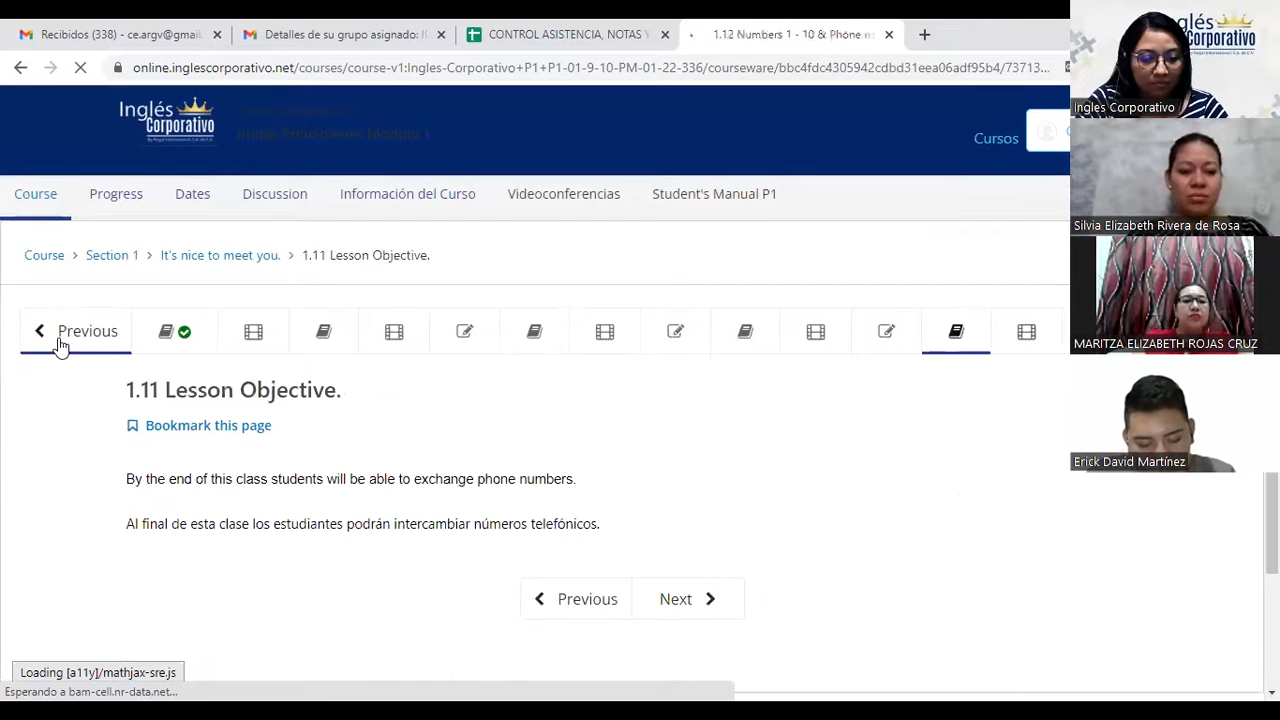 Recibidos (338) - ce.argv@gmail.
Detalles de su grupo asignado: I
CONTROL ASISTENCIA, NOTAS Y
1.12 Numbers 1 - 10 & Phone e
online.inglescorporativo.net/courses/course-v1:Ingles-Corporativo+P1+P1-01-9-10-PM-01-22-336/courseware/bbc4fdc4305942cdbd31eea06adf95b4/73713...
Inglés Corporativo
Inglés
Corporativo
Cursos
Course
Progress
Dates
Discussion
Información del Curso
Videoconferencias
Student's Manual P1
Course > Section 1 > It's nice to meet you. > 1.11 Lesson Objective.
Previous
1.11 Lesson Objective.
Bookmark this page
By the end of this class students will be able to exchange phone numbers.
Al final de esta clase los estudiantes podrán intercambiar números telefónicos.
Previous
Next
Loading [a11y]/mathjax-sre.js
Esperando a bam-cell.nr-data.net...
glés
Corporativo
Ingles Corporativo
Silvia Elizabeth Rivera de Rosa
MARITZA ELIZABETH ROJAS CRUZ
Erick David Martínez